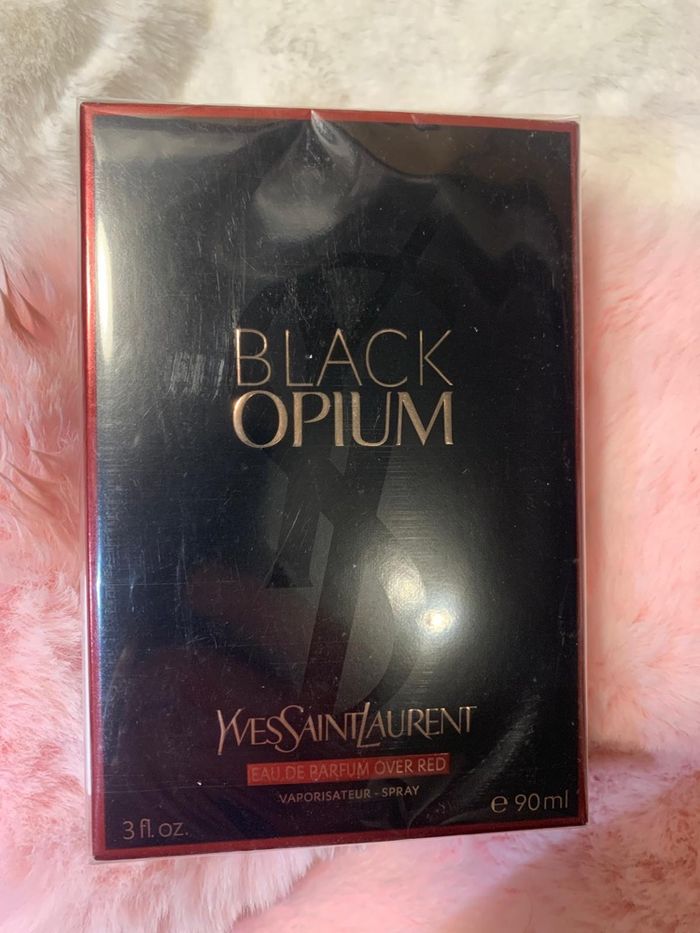 BLACK
OPIUM
YVESSAINTLAURENT
EAU DE PARFUM OVER RED
VAPORISATEUR - SPRAY
3 fl. oz. ℮ 90 ml